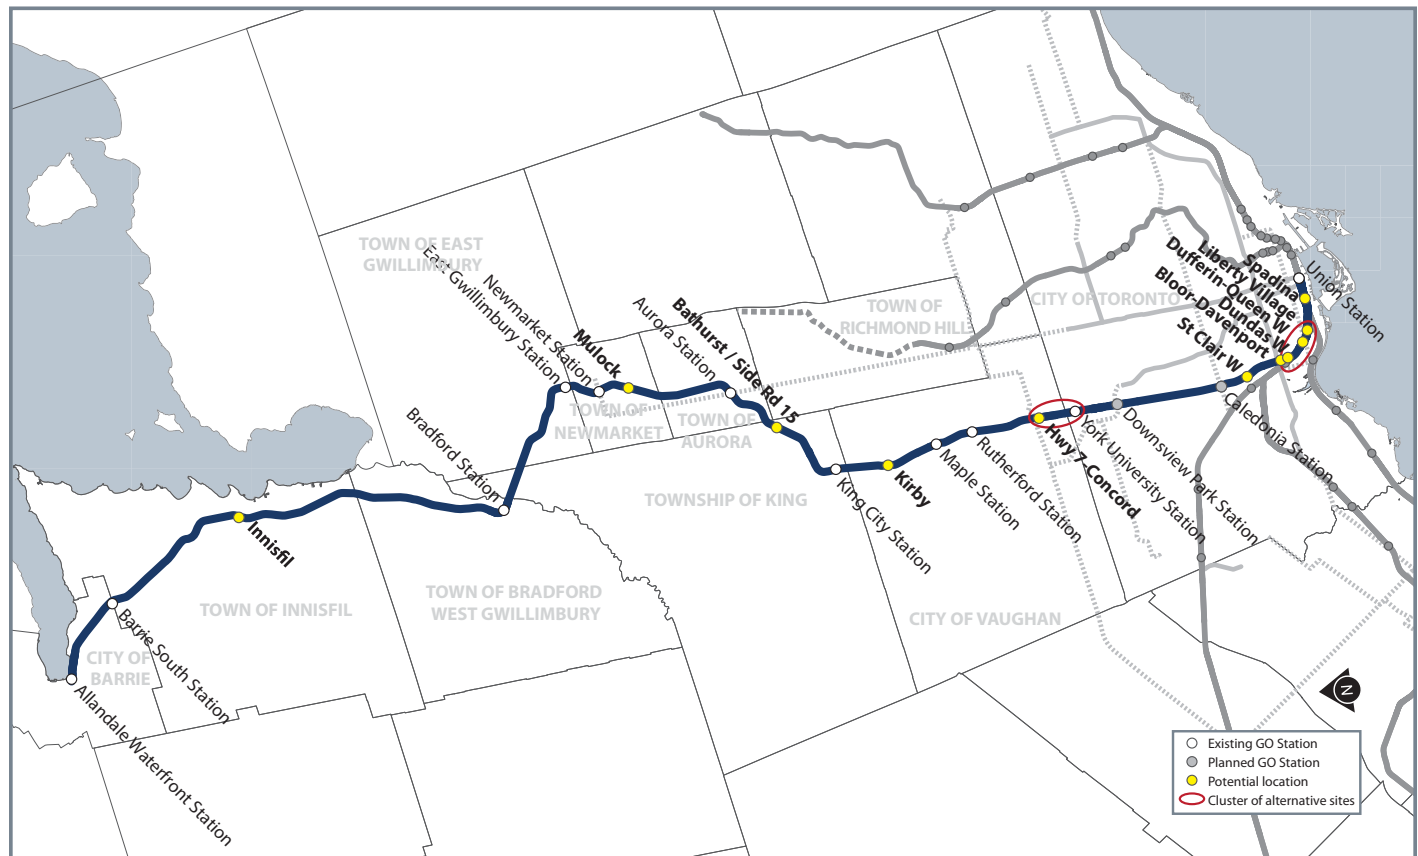 TOWN OF EAST
GWILLIMBURY
East Gwillimbury Station
Newmarket Station
Mulock
Aurora Station
Bathurst / Side Rd 15
TOWN OF
RICHMOND HILL
CITY OF TORONTO
Spadina
Liberty Village
Dufferin-Queen W
Dundas W
Bloor-Davenport
St Clair W
Union Station
Bradford Station
TOWN OF
NEWMARKET
TOWN OF
AURORA
TOWNSHIP OF KING
King City Station
Kirby
Maple Station
Rutherford Station
Hwy 7-Concord
York University Station
Downsview Park Station
Caledonia Station
Innisfil
TOWN OF INNISFIL
TOWN OF BRADFORD
WEST GWILLIMBURY
CITY OF VAUGHAN
CITY OF
BARRIE
Barrie South Station
Allandale Waterfront Station
N
Existing GO Station
Planned GO Station
Potential location
Cluster of alternative sites